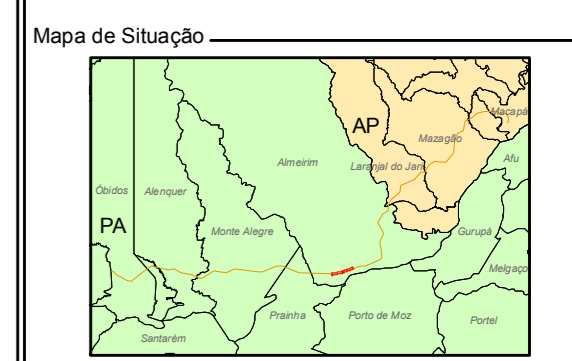 Mapa de Situação
AP
Macapá
Mazagão
Almeirim
Laranjal do Jari
Afu
Óbidos
Alenquer
PA
Monte Alegre
Gurupá
Melgaço
Prainha
Porto de Moz
Portel
Santarém